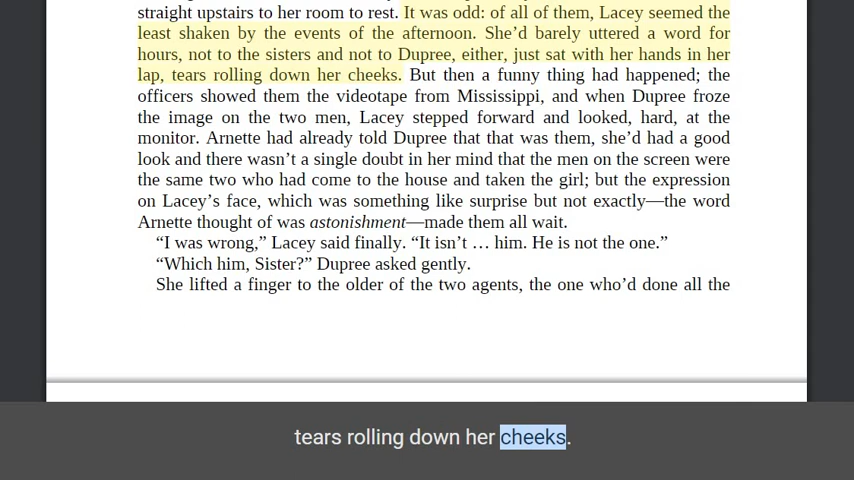 straight upstairs to her room to rest. It was odd: of all of them, Lacey seemed the
least shaken by the events of the afternoon. She’d barely uttered a word for
hours, not to the sisters and not to Dupree, either, just sat with her hands in her
lap, tears rolling down her cheeks. But then a funny thing had happened; the
officers showed them the videotape from Mississippi, and when Dupree froze
the image on the two men, Lacey stepped forward and looked, hard, at the
monitor. Arnette had already told Dupree that that was them, she’d had a good
look and there wasn’t a single doubt in her mind that the men on the screen were
the same two who had come to the house and taken the girl; but the expression
on Lacey’s face, which was something like surprise but not exactly—the word
Arnette thought of was astonishment—made them all wait.
“I was wrong,” Lacey said finally. “It isn’t … him. He is not the one.”
“Which him, Sister?” Dupree asked gently.
She lifted a finger to the older of the two agents, the one who’d done all the
tears rolling down her cheeks.